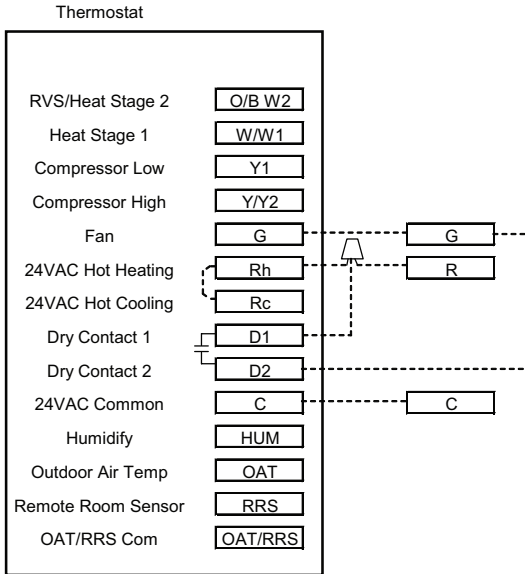 Thermostat
RVS/Heat Stage 2 O/B W2
Heat Stage 1 W/W1
Compressor Low Y1
Compressor High Y/Y2
Fan G G
24VAC Hot Heating Rh R
24VAC Hot Cooling Rc
Dry Contact 1 D1
Dry Contact 2 D2
24VAC Common C C
Humidify HUM
Outdoor Air Temp OAT
Remote Room Sensor RRS
OAT/RRS Com OAT/RRS